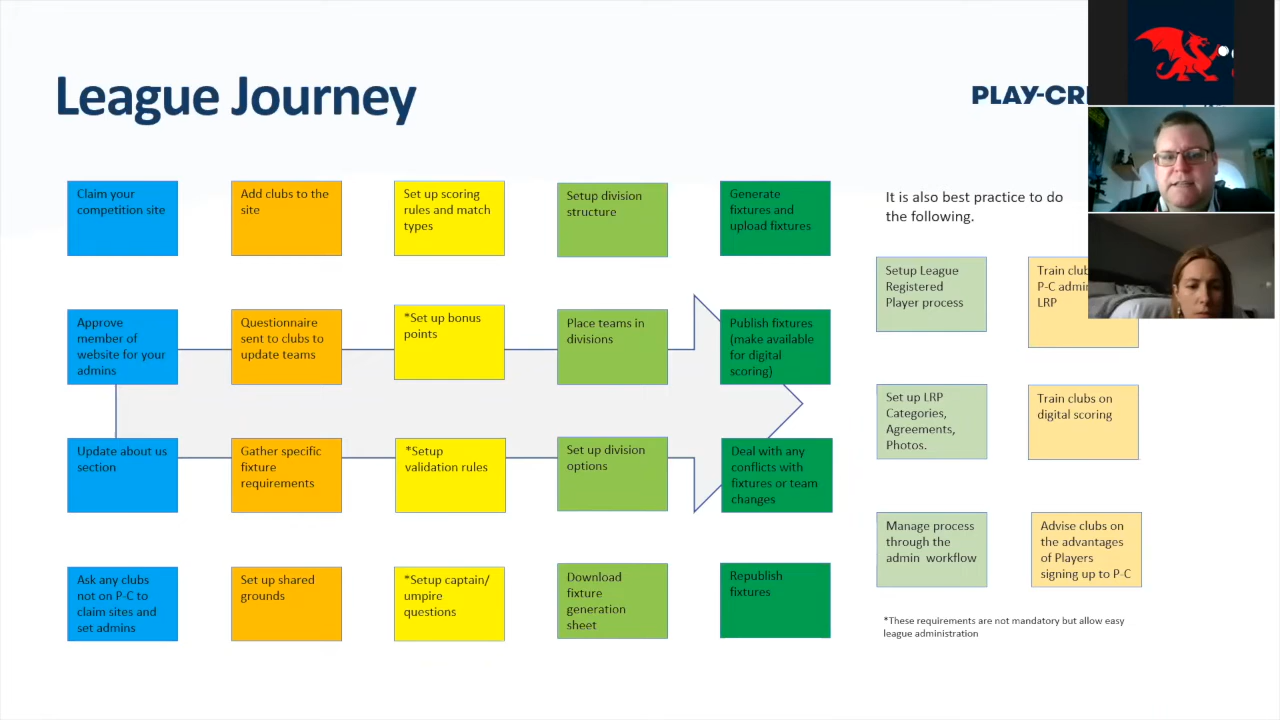 League Journey
PLAY-CRI
Claim your
competition site
Add clubs to the
site
Set up scoring
rules and match
types
Setup division
structure
Generate
fixtures and
upload fixtures
Approve
member of
website for your
admins
Questionnaire
sent to clubs to
update teams
*Set up bonus
points
Place teams in
divisions
Publish fixtures
(make available
for digital
scoring)
Update about us
section
Gather specific
fixture
requirements
*Setup
validation rules
Set up division
options
Deal with any
conflicts with
fixtures or team
changes
Ask any clubs
not on P-C to
claim sites and
set admins
Set up shared
grounds
*Setup captain/
umpire
questions
Download
fixture
generation
sheet
Republish
fixtures
It is also best practice to do
the following.
Setup League
Registered
Player process
Train
P-C
LRP
Set up LRP
Categories,
Agreements,
Photos.
Train clubs on
digital scoring
Manage process
through the
admin workflow
Advise clubs on
the advantages
of Players
signing up to P-C
*These requirements are not mandatory but allow easy
league administration